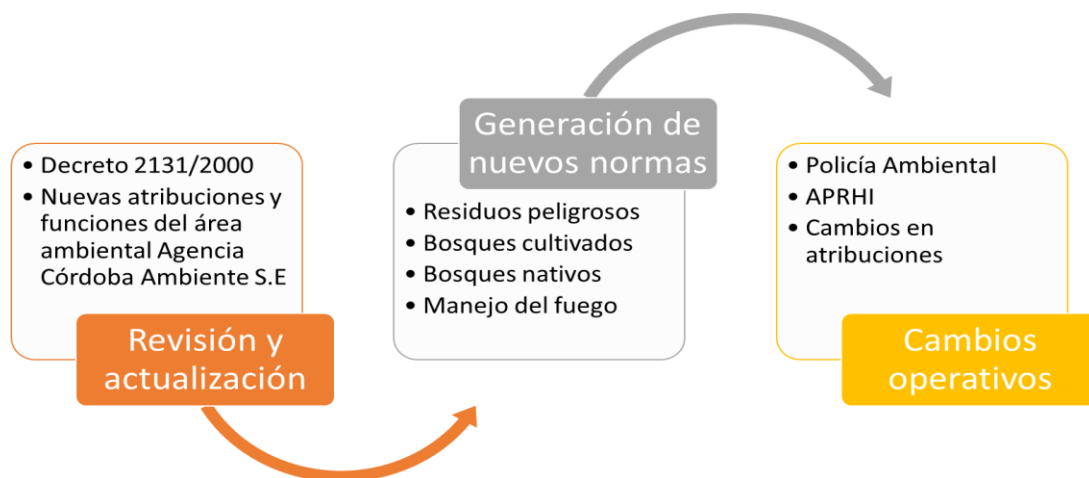 • Decreto 2131/2000
• Nuevas atribuciones y
funciones del área
ambiental Agencia
Córdoba Ambiente S.E
Revisión y
actualización
Generación de
nuevos normas
• Residuos peligrosos
• Bosques cultivados
• Bosques nativos
• Manejo del fuego
• Policía Ambiental
• APRHI
• Cambios en
atribuciones
Cambios
operativos